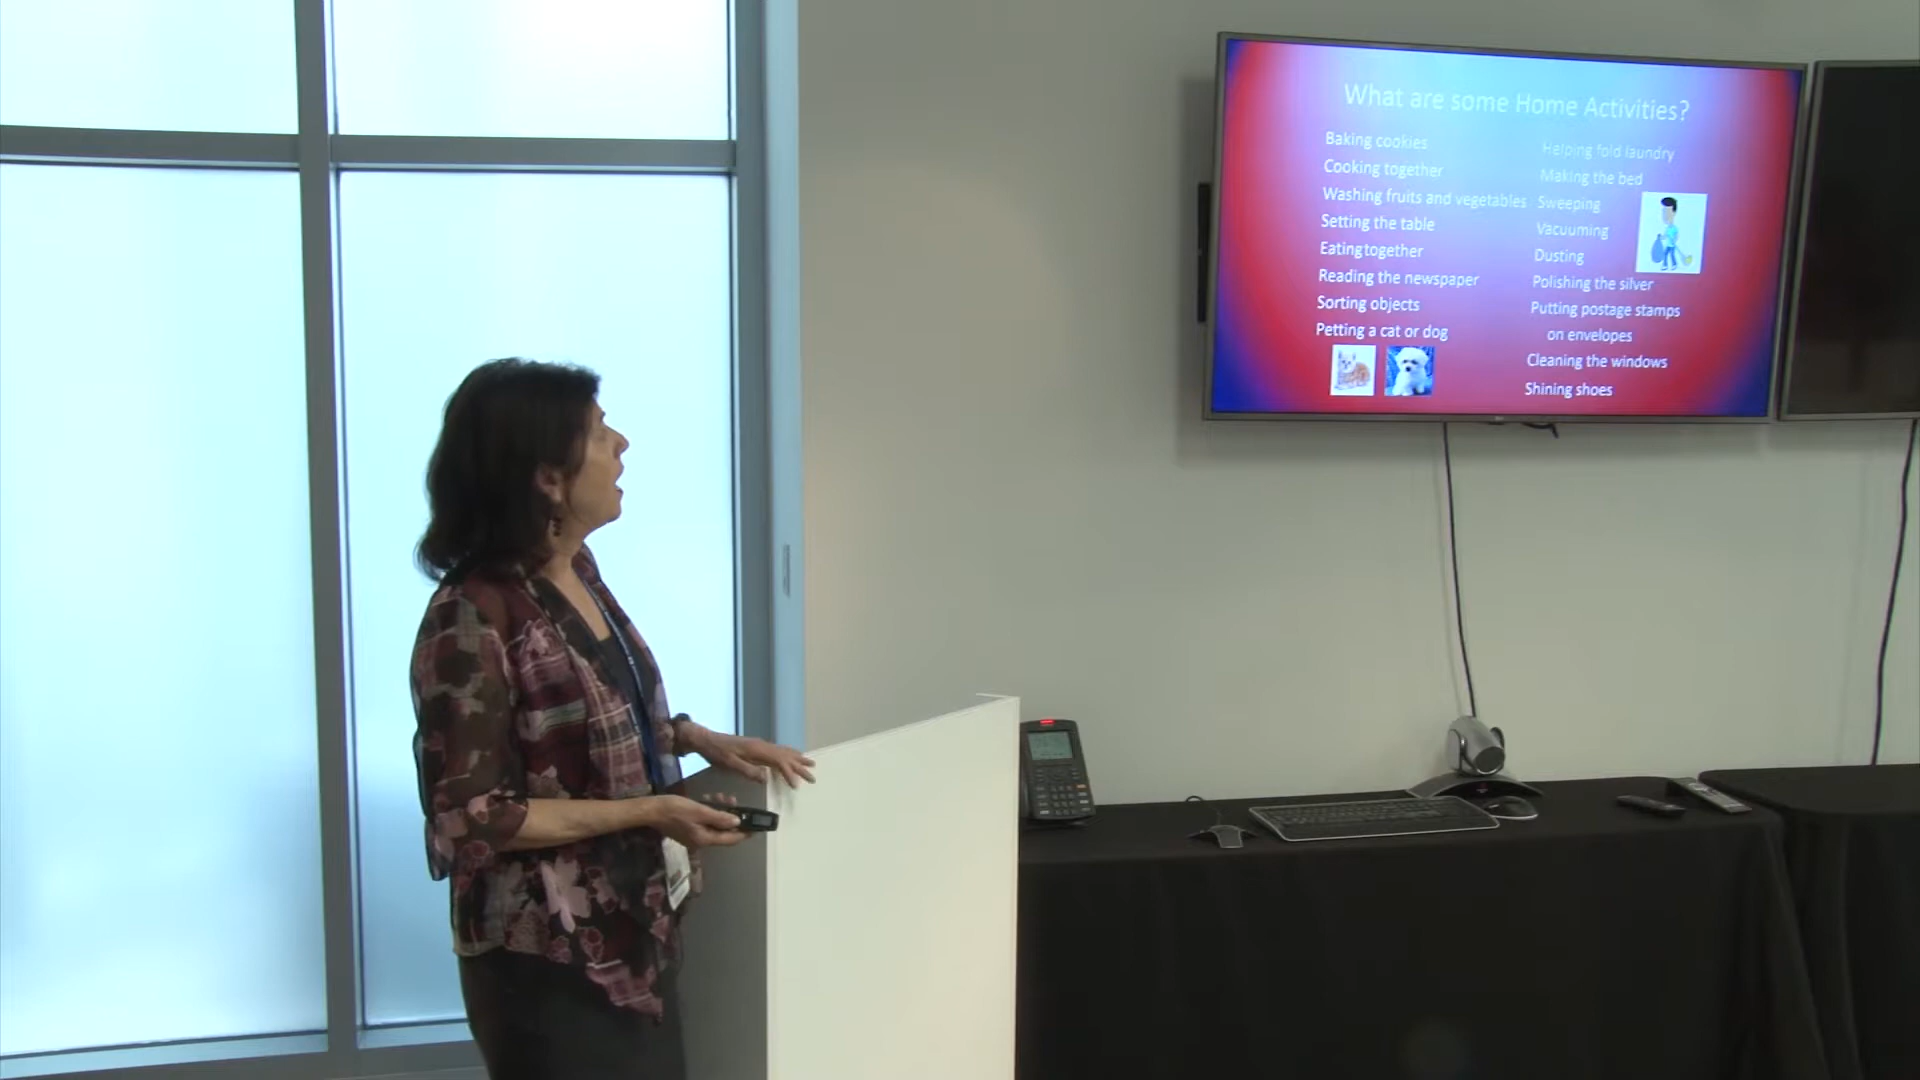 What are some Home Activities?
Baking cookies
Cooking together
Washing fruits and vegetables
Setting the table
Eating together
Reading the newspaper
Sorting objects
Petting a cat or dog
Helping fold laundry
Making the bed
Sweeping
Vacuuming
Dusting
Polishing the silver
Putting postage stamps
on envelopes
Cleaning the windows
Shining shoes